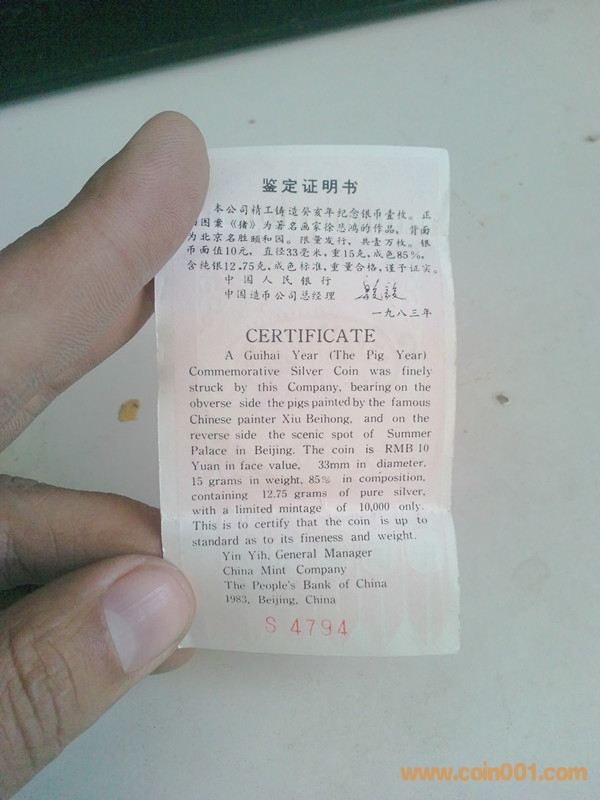 鉴定证明书
本公司精工铸造癸亥年纪念银币壹枚。正
图案《猪》为著名画家徐悲鸿的作品，背面
为北京名胜颐和园。限量发行，共壹万枚。银
币面值10元，直径33毫米，重15克，成色85%，
含纯银12.75克，成色标准，重量合格，谨予证实。
中国人民银行
中国造币公司总经理
一九八三年
CERTIFICATE
A Guihai Year (The Pig Year)
Commemorative Silver Coin was finely
struck by this Company, bearing on the
obverse side the pigs painted by the famous
Chinese painter Xiu Beihong, and on the
reverse side the scenic spot of Summer
Palace in Beijing. The coin is RMB 10
Yuan in face value, 33mm in diameter,
15 grams in weight, 85% in composition,
containing 12.75 grams of pure silver,
with a limited mintage of 10,000 only.
This is to certify that the coin is up to
standard as to its fineness and weight.
Yin Yih, General Manager
China Mint Company
The People's Bank of China
1983, Beijing, China
S 4794
www.coin001.com